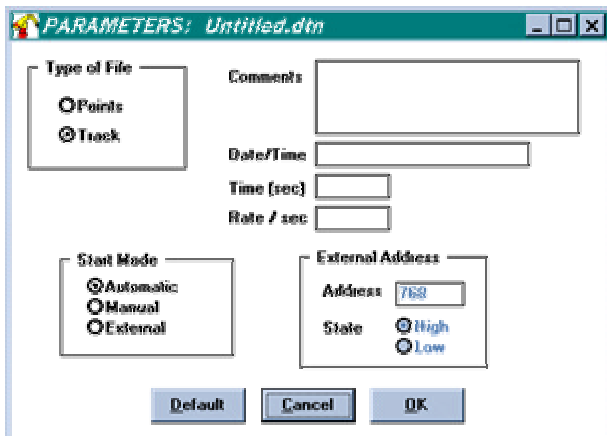 PARAMETERS: Untitled.dtn
Type of File
Points
Track
Comments
Date/Time
Time (sec)
Rate / sec
Start Mode
Automatic
Manual
External
External Address
Address 768
State High
Low
Default Cancel OK